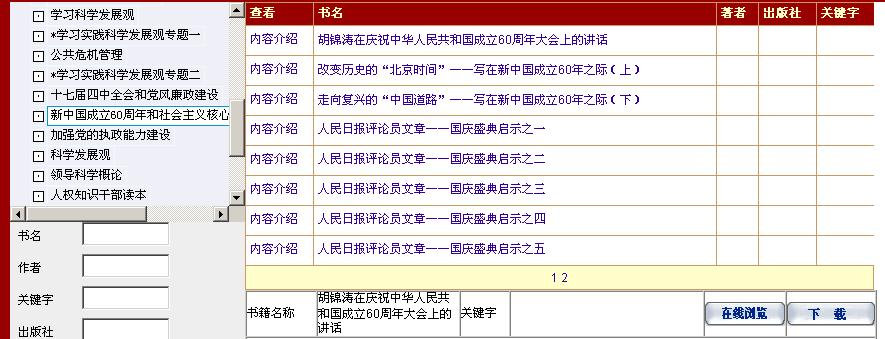 学习科学发展观
*学习实践科学发展观专题一
公共危机管理
*学习实践科学发展观专题二
十七届四中全会和党风廉政建设
新中国成立60周年和社会主义核心
加强党的执政能力建设
科学发展观
领导科学概论
人权知识干部读本
书名
作者
关键字
出版社
查看 书名 著者 出版社 关键字
内容介绍 胡锦涛在庆祝中华人民共和国成立60周年大会上的讲话
内容介绍 改变历史的“北京时间”——写在新中国成立60年之际（上）
内容介绍 走向复兴的“中国道路”——写在新中国成立60年之际（下）
内容介绍 人民日报评论员文章——国庆盛典启示之一
内容介绍 人民日报评论员文章——国庆盛典启示之二
内容介绍 人民日报评论员文章——国庆盛典启示之三
内容介绍 人民日报评论员文章——国庆盛典启示之四
内容介绍 人民日报评论员文章——国庆盛典启示之五
1 2
书籍名称
胡锦涛在庆祝中华人民共
和国成立60周年大会上的
讲话
关键字
在线浏览
下 载